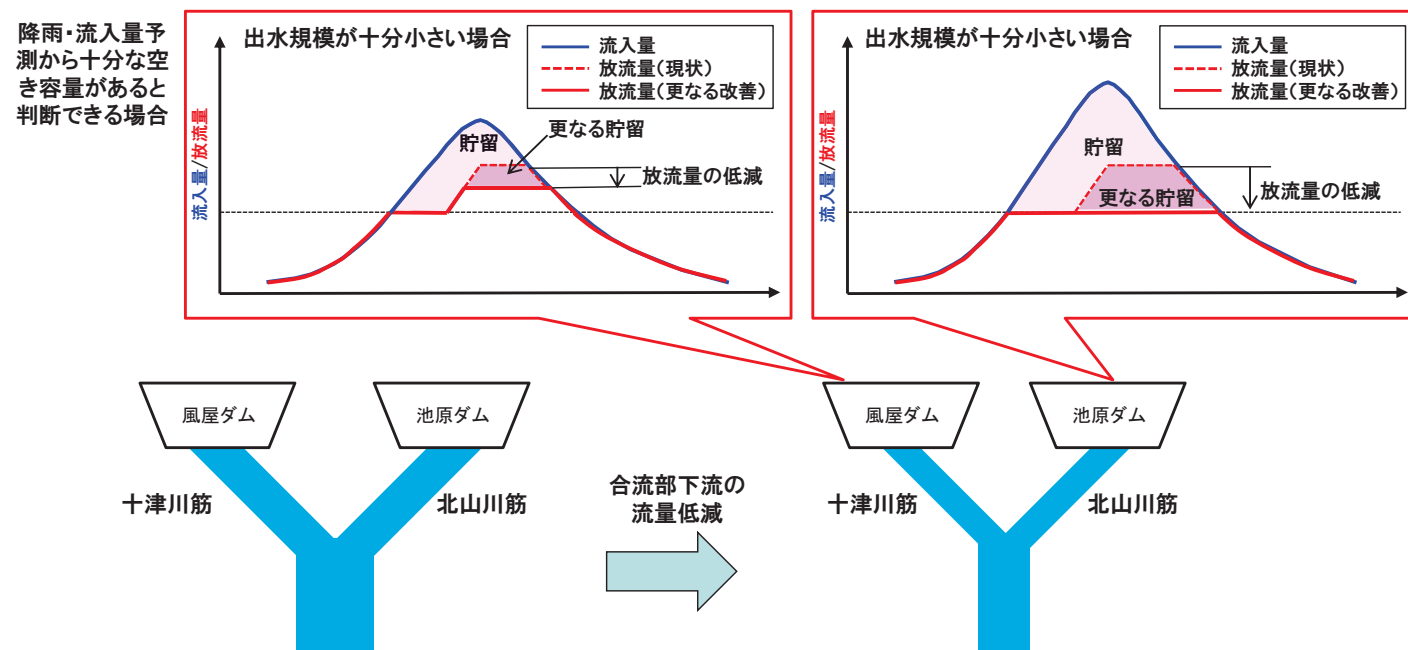 降雨・流入量予
測から十分な空
き容量があると
判断できる場合
出水規模が十分小さい場合
流入量
放流量(現状)
放流量(更なる改善)
流入量/放流量
貯留
更なる貯留
放流量の低減
出水規模が十分小さい場合
流入量
放流量(現状)
放流量(更なる改善)
流入量/放流量
貯留
更なる貯留
放流量の低減
風屋ダム
池原ダム
十津川筋
北山川筋
合流部下流の
流量低減
風屋ダム
池原ダム
十津川筋
北山川筋